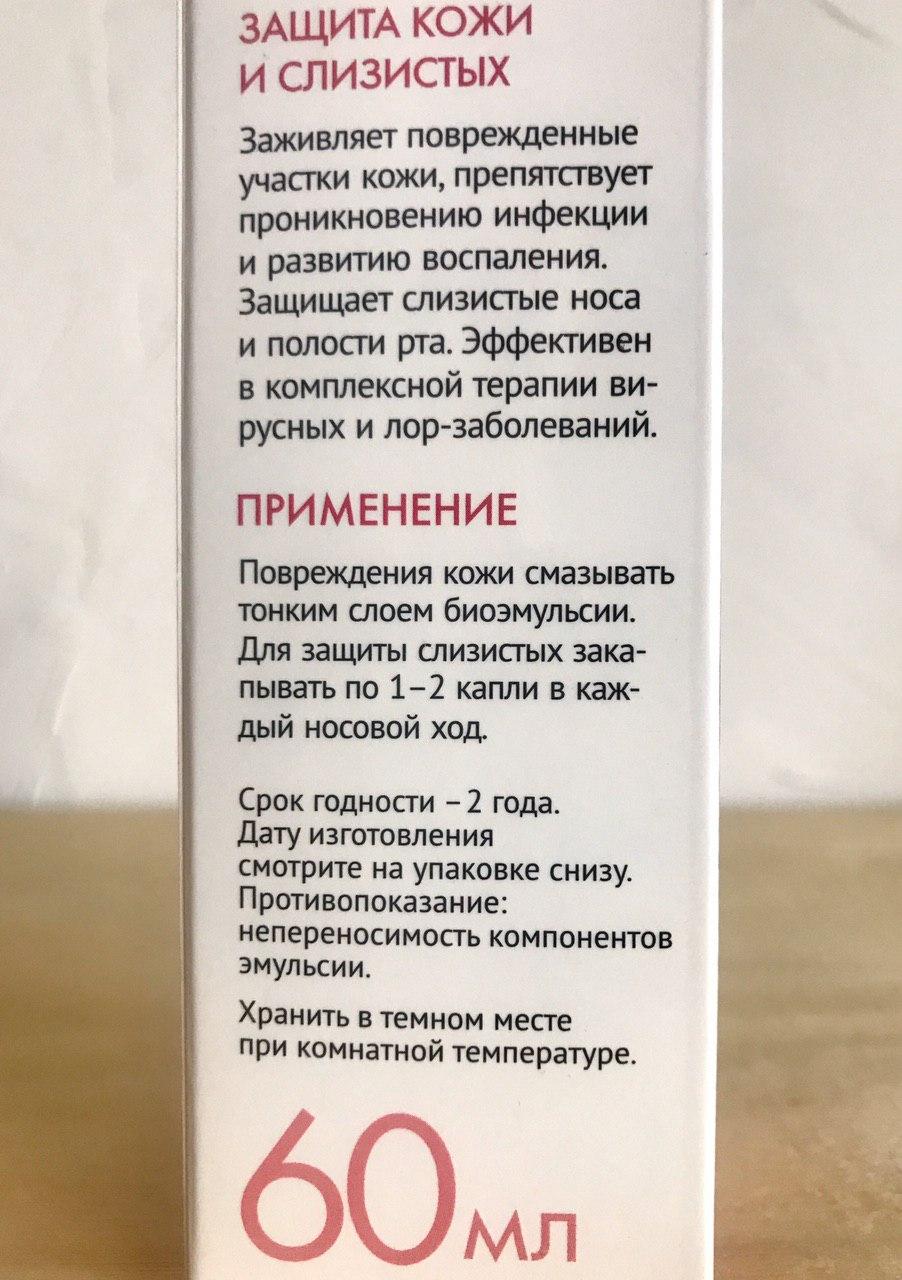 ЗАЩИТА КОЖИ
И СЛИЗИСТЫХ
Заживляет поврежденные
участки кожи, препятствует
проникновению инфекции
и развитию воспаления.
Защищает слизистые носа
и полости рта. Эффективен
в комплексной терапии ви-
русных и лор-заболеваний.
ПРИМЕНЕНИЕ
Повреждения кожи смазывать
тонким слоем биоэмульсии.
Для защиты слизистых зака-
пывать по 1–2 капли в каж-
дый носовой ход.
Срок годности – 2 года.
Дату изготовления
смотрите на упаковке снизу.
Противопоказание:
непереносимость компонентов
эмульсии.
Хранить в темном месте
при комнатной температуре.
60 мл